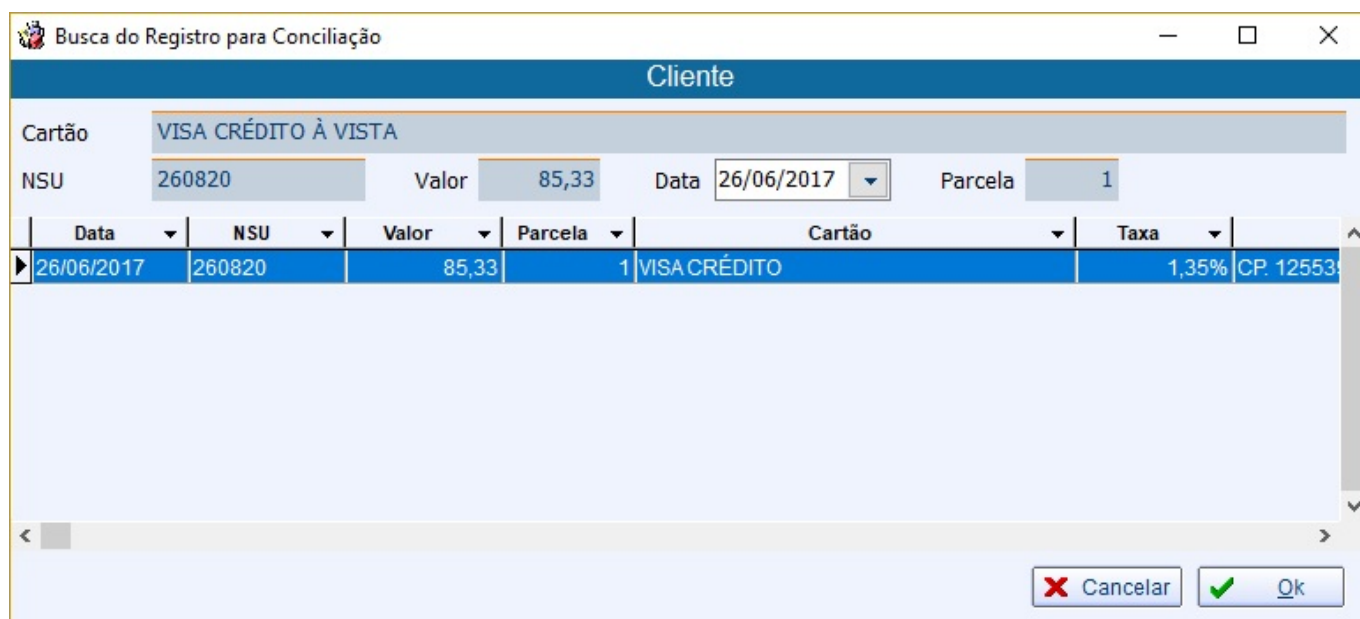 Busca do Registro para Conciliação
Cliente
Cartão VISA CRÉDITO À VISTA
NSU 260820 Valor 85,33 Data 26/06/2017 Parcela 1
Data NSU Valor Parcela Cartão Taxa
26/06/2017 260820 85,33 1 VISA CRÉDITO 1,35% CP. 12553
Cancelar Ok